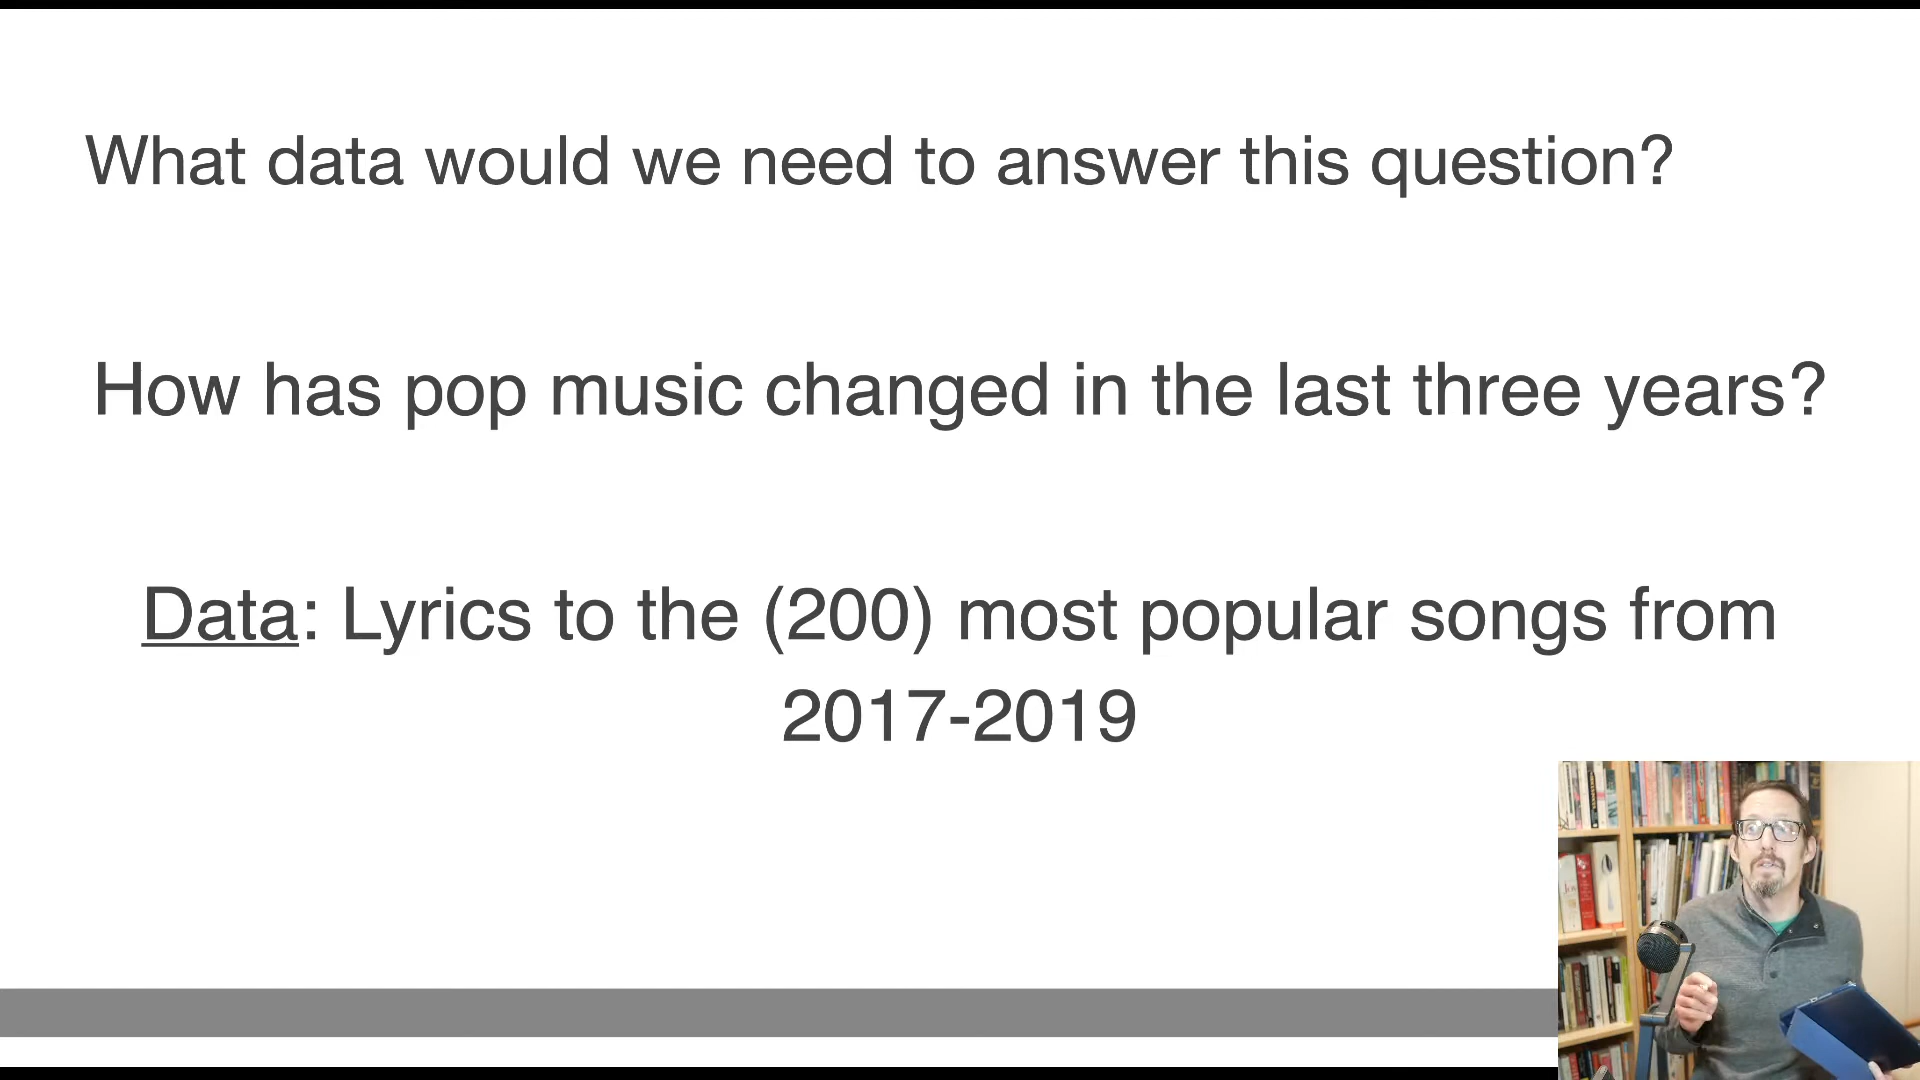 What data would we need to answer this question?
How has pop music changed in the last three years?
Data: Lyrics to the (200) most popular songs from
2017-2019